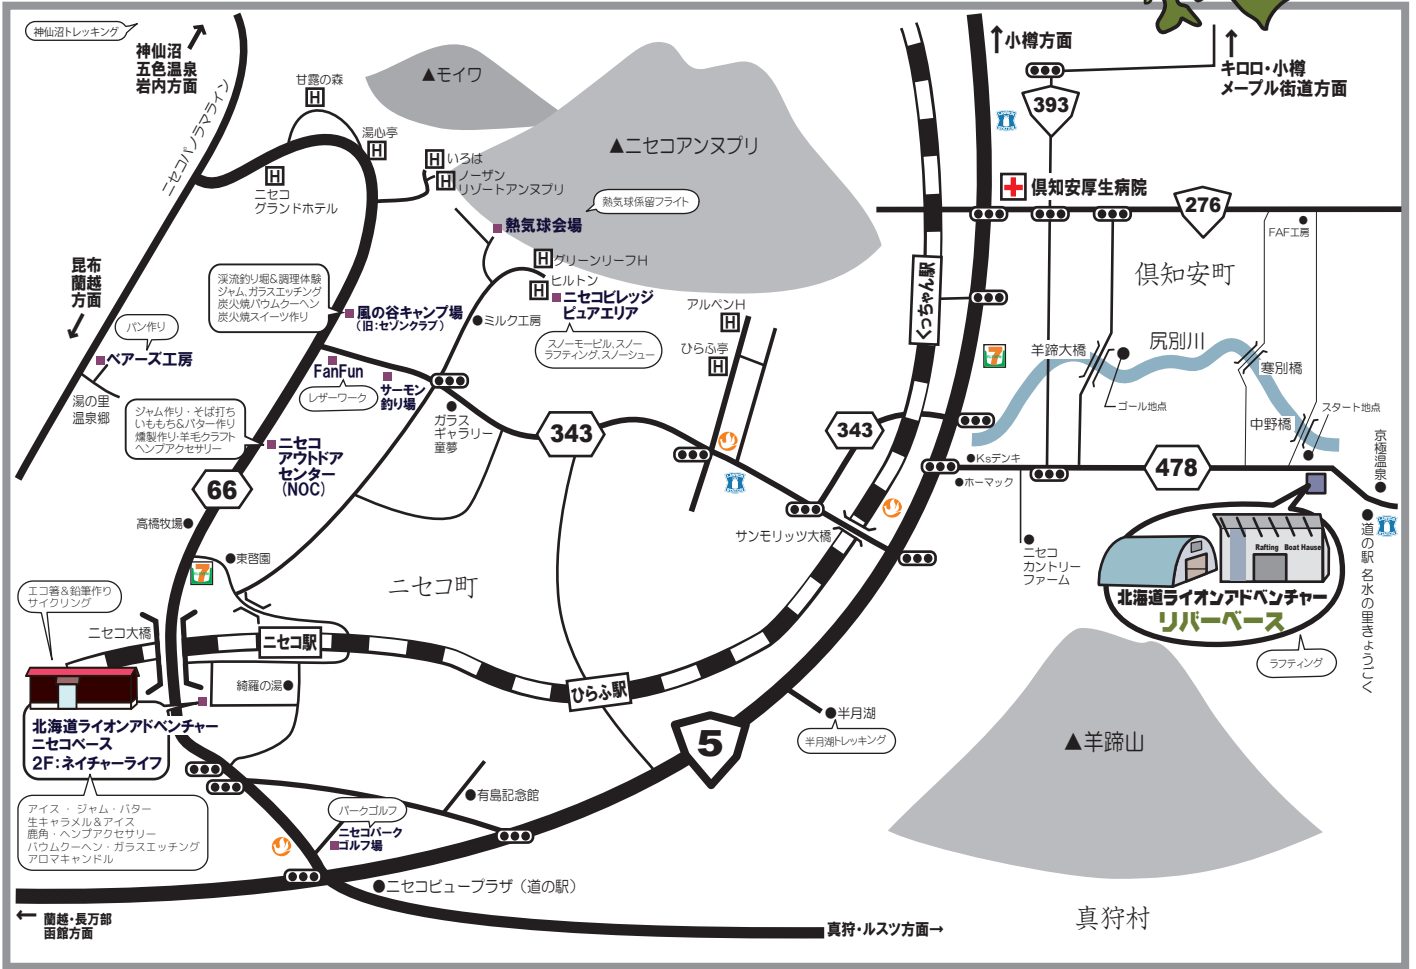 神仙沼トレッキング
神仙沼
五色温泉
岩内方面
ニセコパノラマライン
甘露の森
H
湯心亭
H
H
ニセコ
グランドホテル
▲モイワ
H
いろは
H
ノーザン
リゾートアンヌプリ
▲ニセコアンヌプリ
熱気球係留フライト
熱気球会場
H
グリーンリーフH
H
ヒルトン
ニセコビレッジ
ピュアエリア
スノーモービル、スノー
ラフティング、スノーシュー
ミルク工房
昆布
蘭越
方面
パン作り
ベアーズ工房
湯の里
温泉郷
渓流釣り堀&調理体験
ジャム、ガラスエッチング
炭火焼バウムクーヘン
炭火焼スイーツ作り
風の谷キャンプ場
（旧：セゾンクラブ）
FanFun
レザーワーク
サーモン
釣り場
ジャム作り・そば打ち
いももち&バター作り
燻製作り・羊毛クラフト
ヘンプアクセサリー
ニセコ
アウトドア
センター
(NOC)
66
ガラス
ギャラリー
童夢
343
アルペンH
H
ひらふ亭
H
343
サンモリッツ大橋
高橋牧場
7
東啓園
ニセコ町
エコ箸&鉛筆作り
サイクリング
ニセコ大橋
ニセコ駅
綺羅の湯
ひらふ駅
北海道ライオンアドベンチャー
ニセコベース
2F：ネイチャーライフ
アイス ・ ジャム・バター
生キャラメル&アイス
鹿角・ヘンプアクセサリー
バウムクーヘン・ガラスエッチング
アロマキャンドル
有島記念館
パークゴルフ
ニセコパーク
ゴルフ場
ニセコビュープラザ（道の駅）
← 蘭越・長万部
函館方面
真狩・ルスツ方面→
5
半月湖
半月湖トレッキング
小樽方面
キロロ・小樽
メープル街道方面
393
倶知安厚生病院
276
FAF工房
倶知安町
くっちゃん駅
7
羊蹄大橋
尻別川
寒別橋
ゴール地点
中野橋
スタート地点
京極温泉
Ksデンキ
ホーマック
478
ニセコ
カントリー
ファーム
道の駅 名水の里きょうごく
Rafting Boat Hause
北海道ライオンアドベンチャー
リバーベース
ラフティング
▲羊蹄山
真狩村